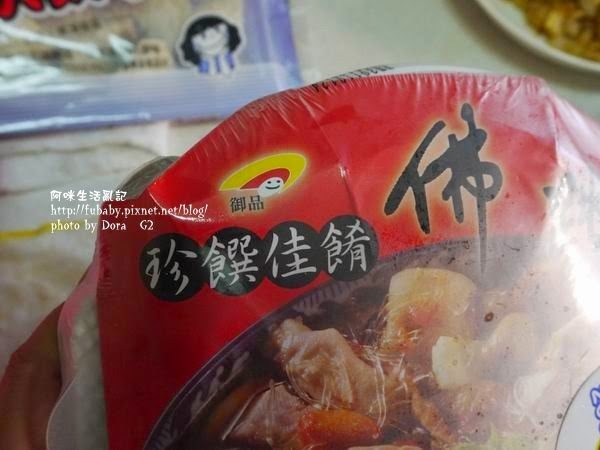 阿咪生活亂記
http://fubaby.pixnet.net/blog/
photo by Dora G2
御品
珍饌佳餚
佛